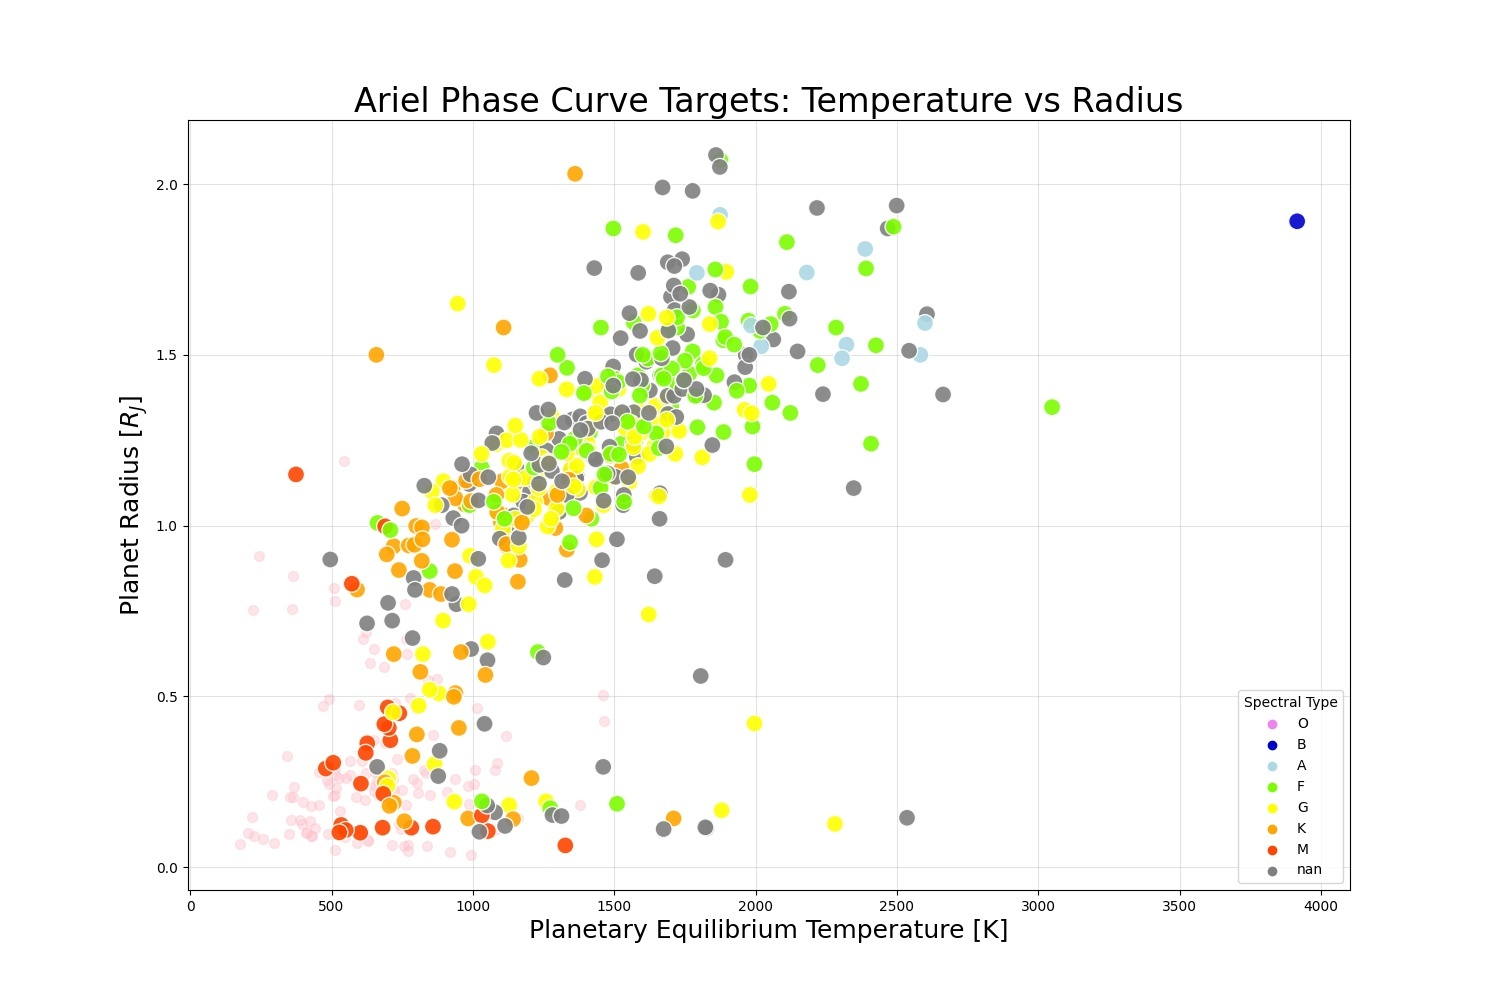 Ariel Phase Curve Targets: Temperature vs Radius
Planet Radius [R_J]
2.0
1.5
1.0
0.5
0.0
0
500
1000
1500
2000
2500
3000
3500
4000
Planetary Equilibrium Temperature [K]
Spectral Type
O
B
A
F
G
K
M
nan